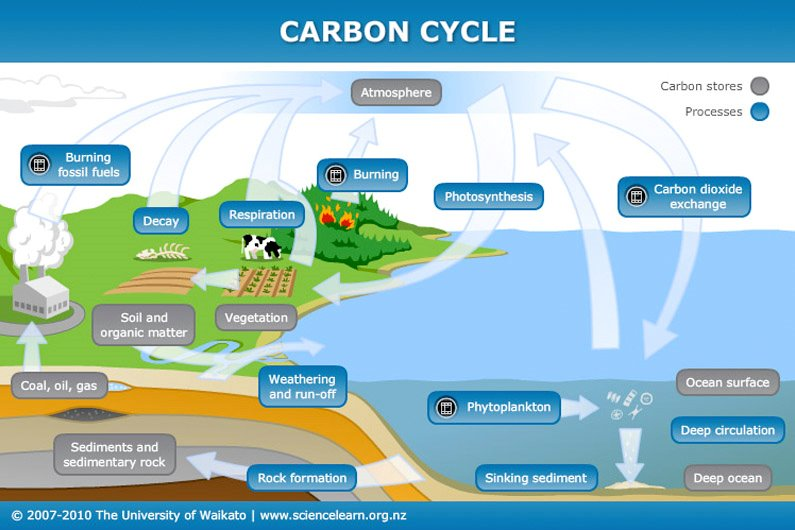 CARBON CYCLE
Atmosphere
Carbon stores
Processes
Burning
fossil fuels
Burning
Decay
Respiration
Photosynthesis
Carbon dioxide
exchange
Soil and
organic matter
Vegetation
Coal, oil, gas
Weathering
and run-off
Phytoplankton
Ocean surface
Deep circulation
Sediments and
sedimentary rock
Rock formation
Sinking sediment
Deep ocean
© 2007-2010 The University of Waikato | www.sciencelearn.org.nz